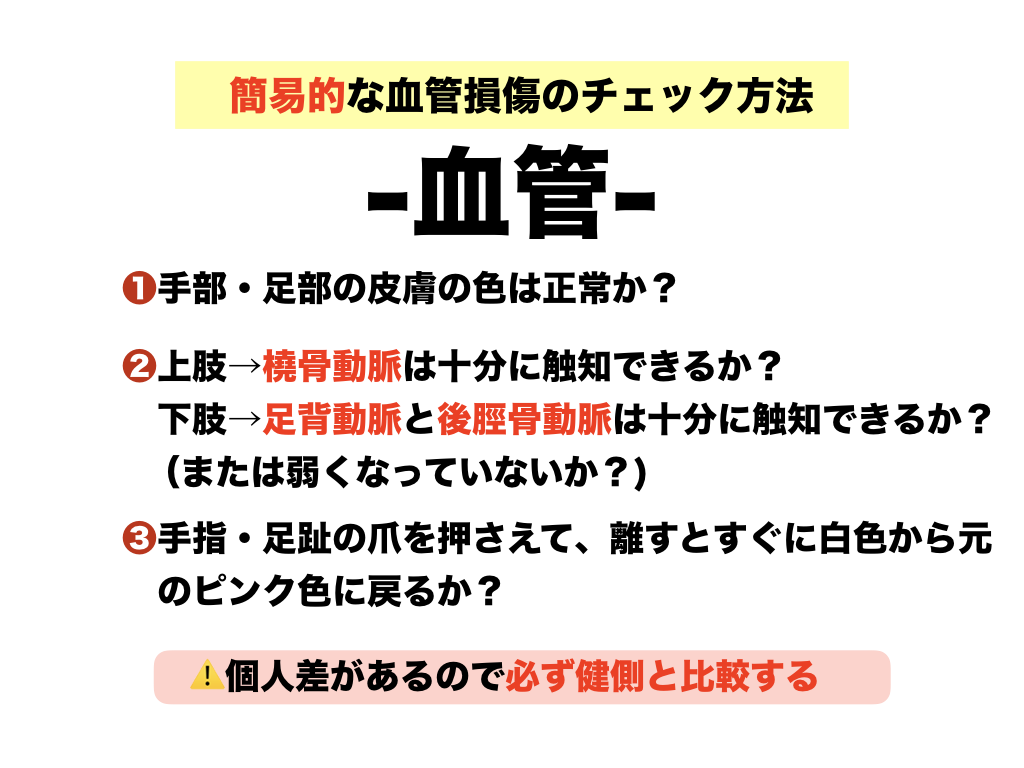 簡易的な血管損傷のチェック方法
-血管-
❶手部・足部の皮膚の色は正常か？
❷上肢→橈骨動脈は十分に触知できるか？
下肢→足背動脈と後脛骨動脈は十分に触知できるか？
（または弱くなっていないか？)
❸手指・足趾の爪を押さえて、離すとすぐに白色から元
のピンク色に戻るか？
⚠️個人差があるので必ず健側と比較する